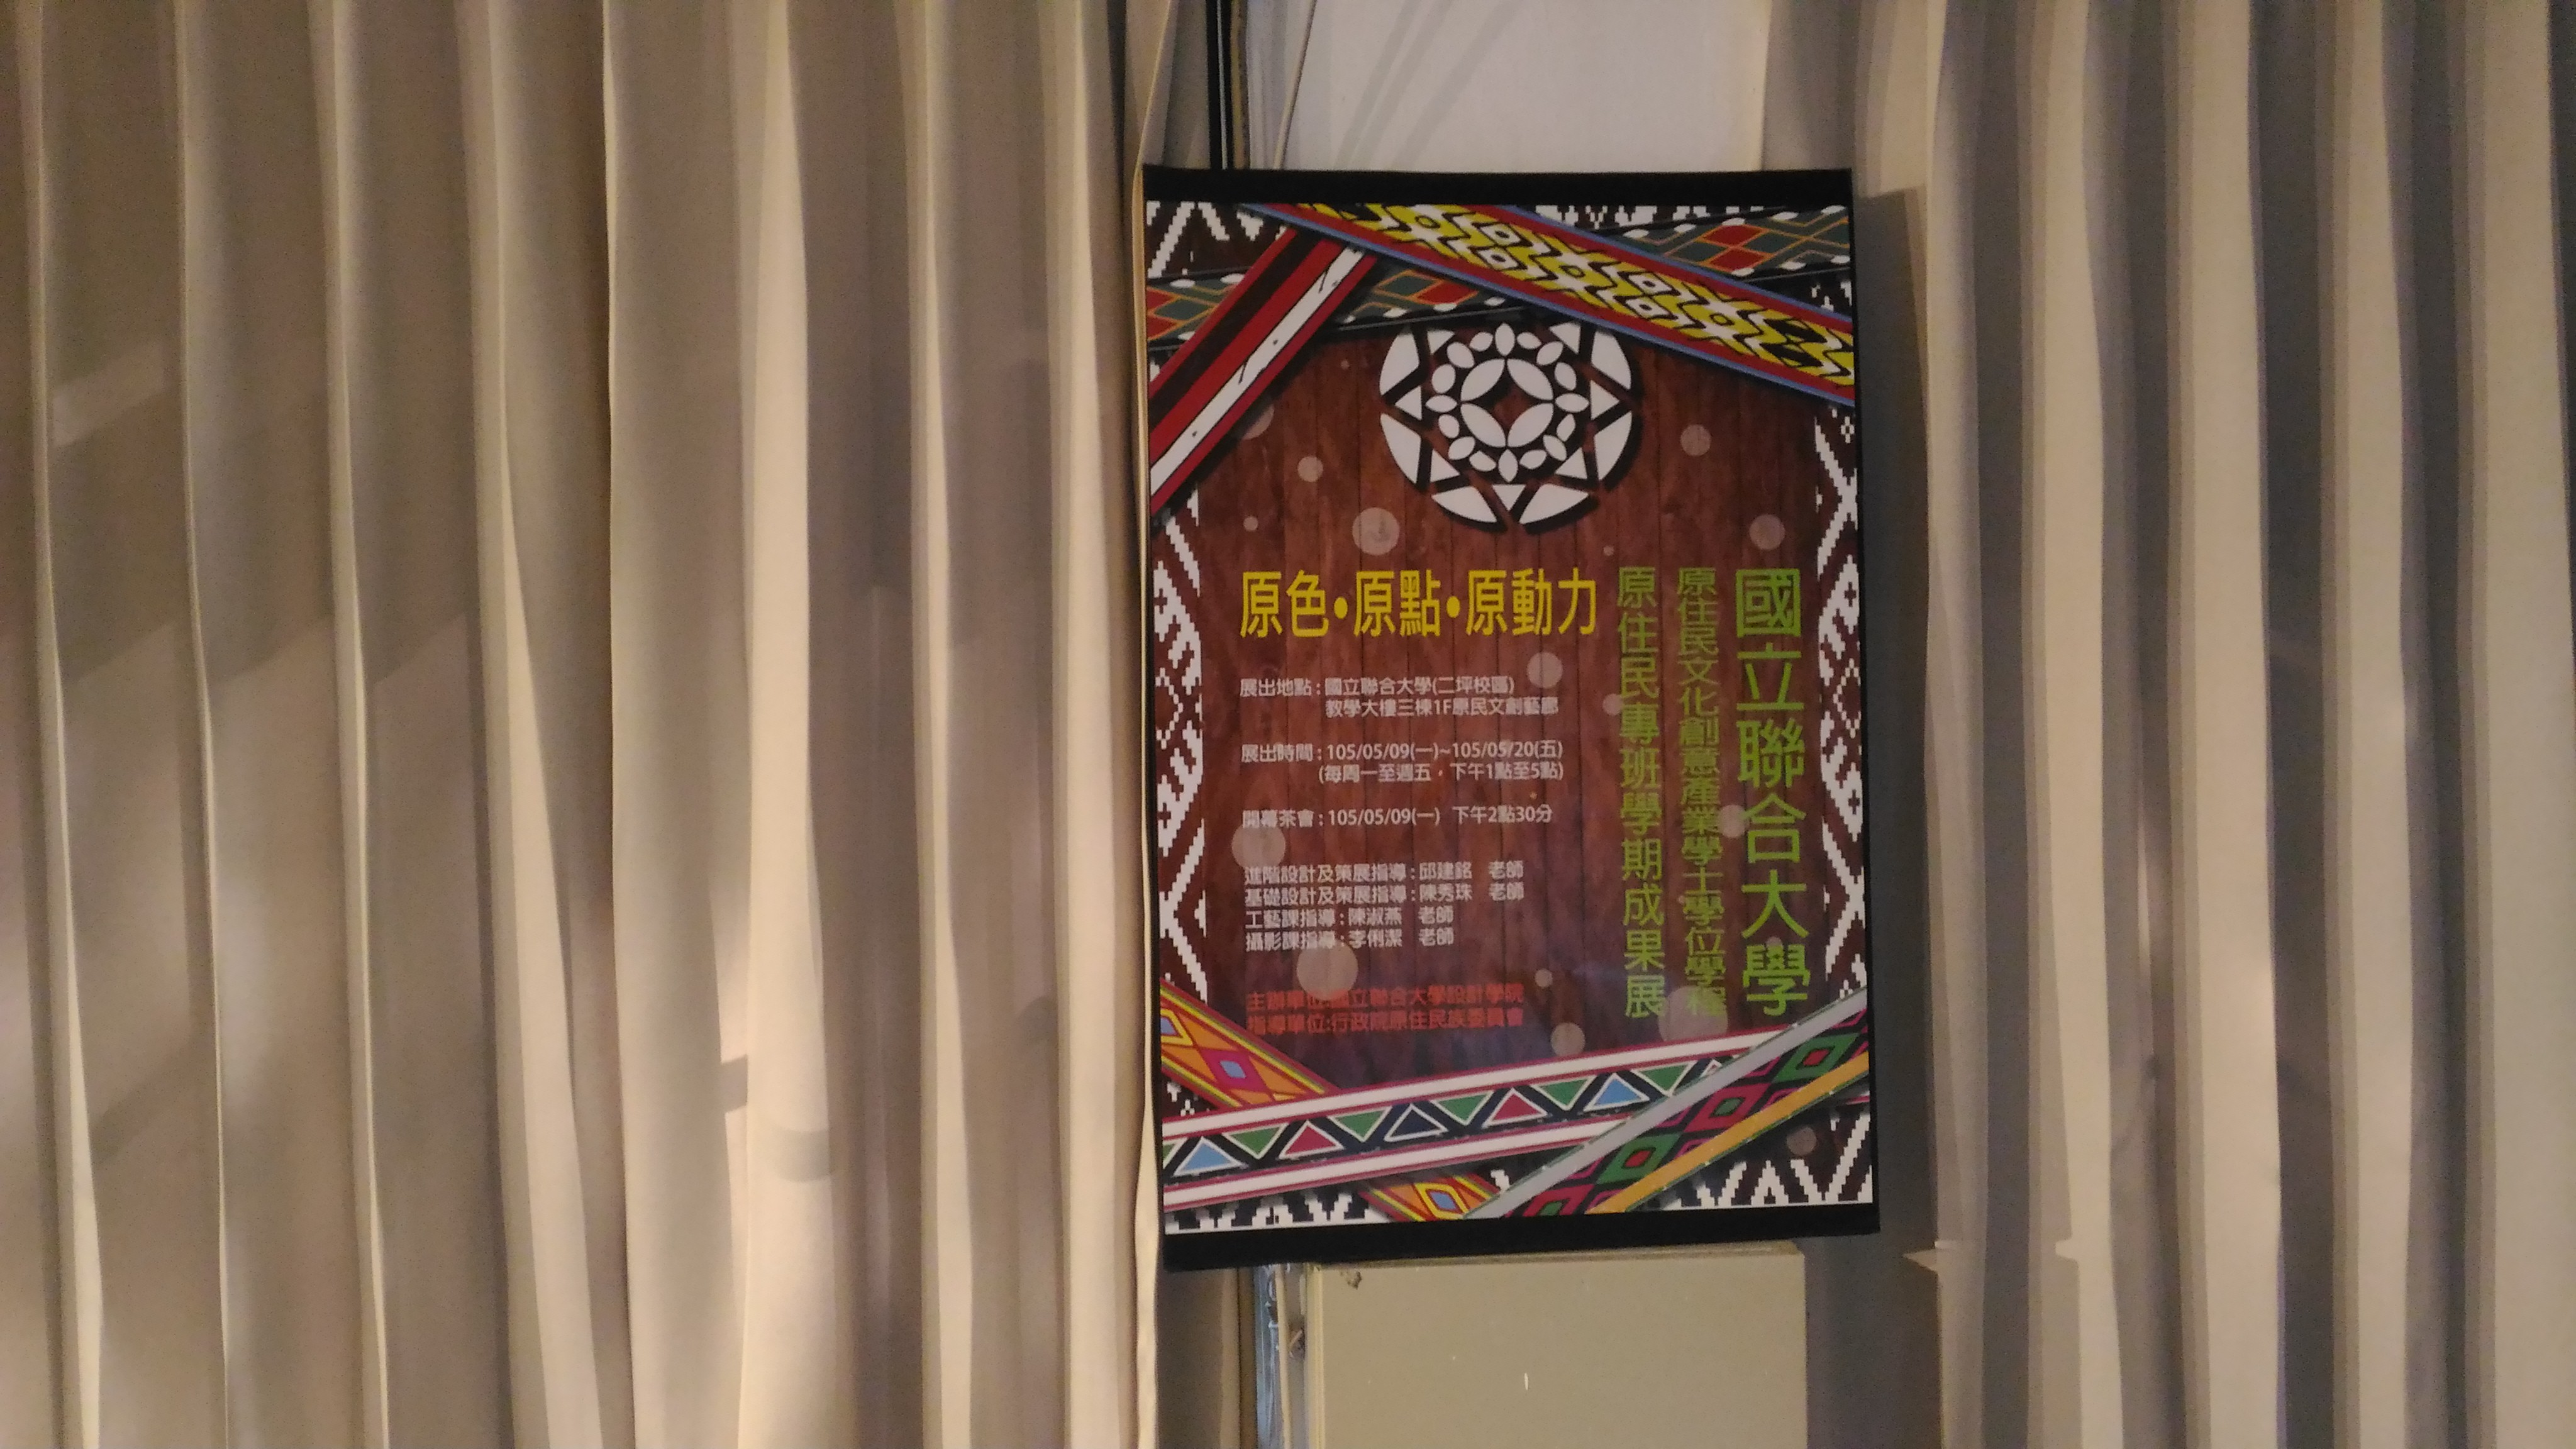 國立聯合大學
原住民文化創意產業學士學位學程
原住民專班學期成果展
原色•原點•原動力
展出地點：國立聯合大學(二坪校區)
教學大樓三棟1F原民文創藝廊
展出時間：105/05/09(一)~105/05/20(五)
(每周一至週五，下午1點至5點)
開幕茶會：105/05/09(一) 下午2點30分
進階設計及策展指導：邱建銘 老師
基礎設計及策展指導：陳秀珠 老師
工藝課指導：陳淑燕 老師
攝影課指導：李俐潔 老師
主辦單位:國立聯合大學設計學院
指導單位:行政院原住民族委員會